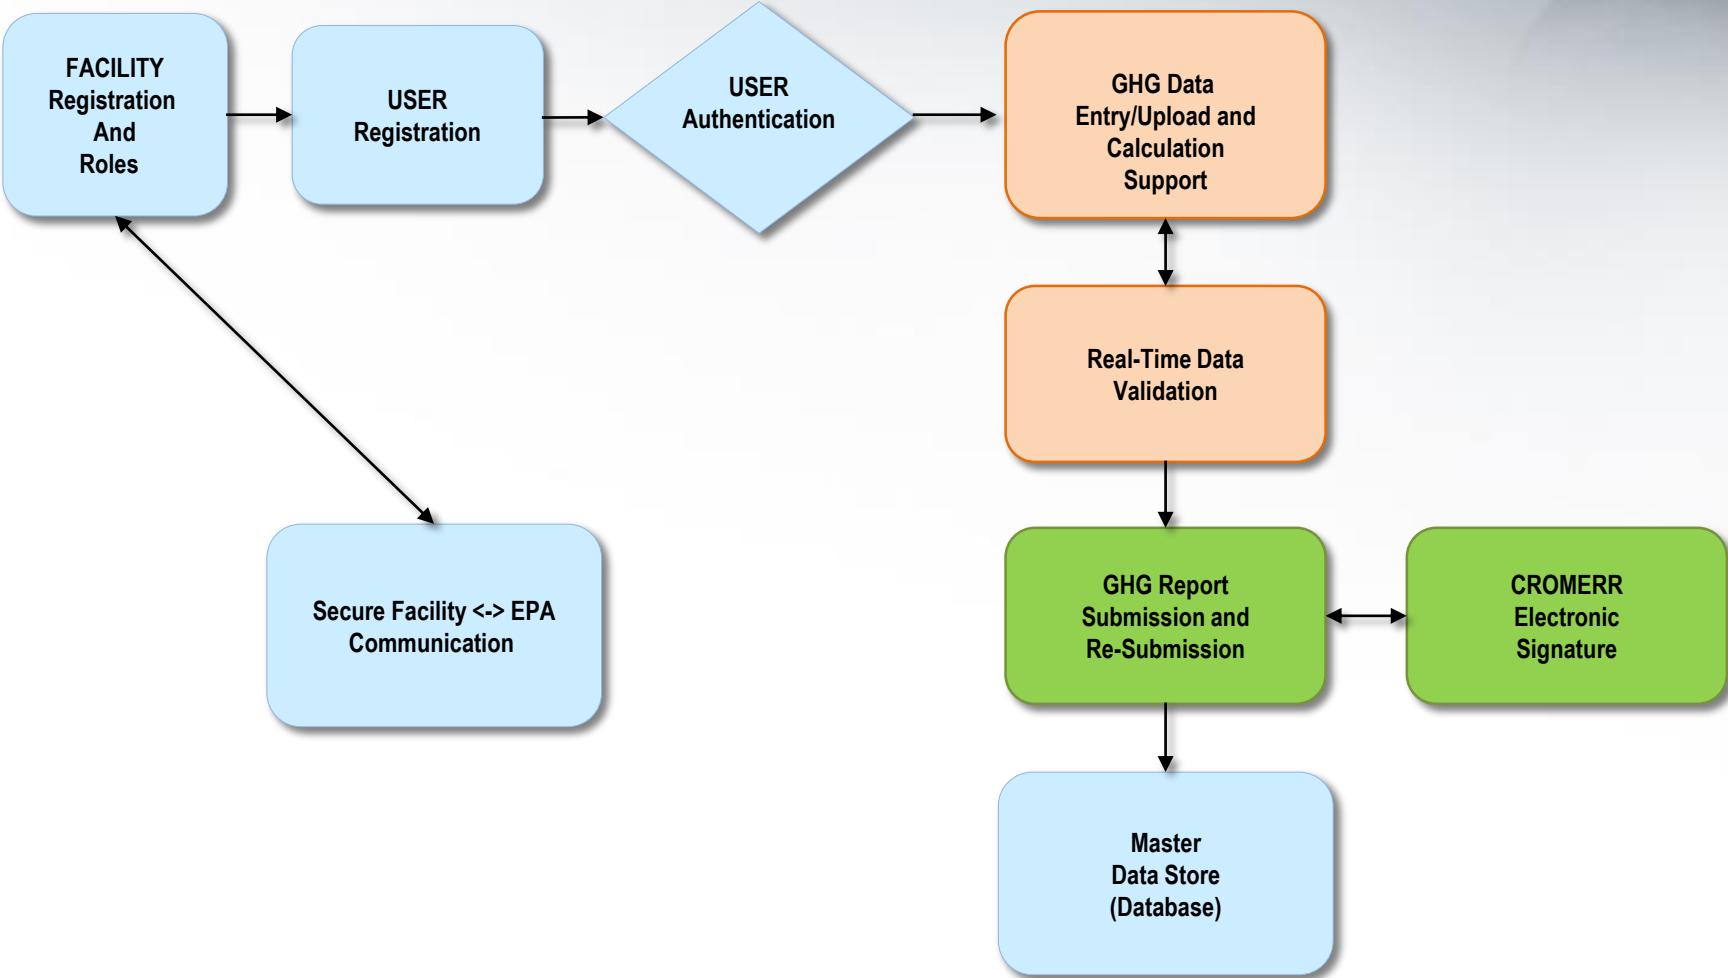 FACILITY
Registration
And
Roles
USER
Registration
USER
Authentication
GHG Data
Entry/Upload and
Calculation
Support
Real-Time Data
Validation
Secure Facility <-> EPA
Communication
GHG Report
Submission and
Re-Submission
CROMERR
Electronic
Signature
Master
Data Store
(Database)